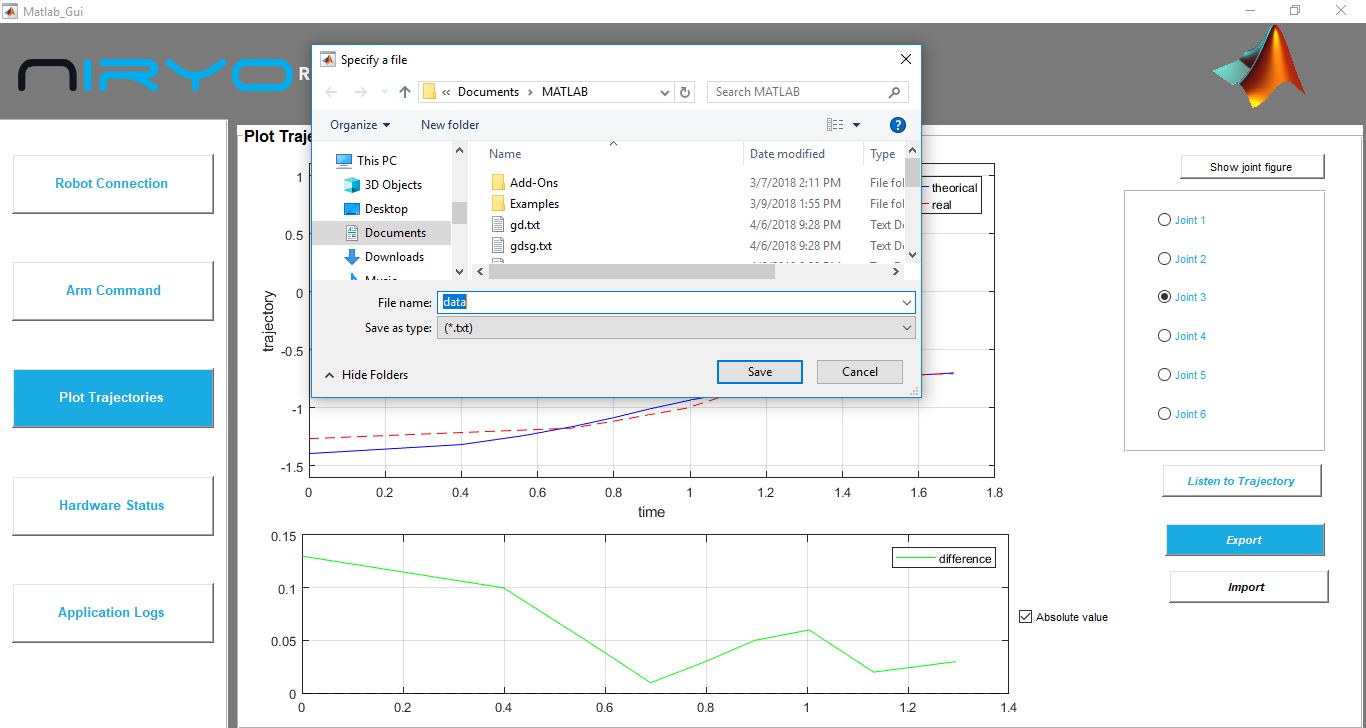 Matlab_Gui
NIRYO R
Specify a file
« Documents › MATLAB
Search MATLAB
Organize
New folder
?
This PC
3D Objects
Desktop
Documents
Downloads
Music
Name
Date modified
Type
Add-Ons
3/7/2018 2:11 PM
File fol
Examples
3/9/2018 1:55 PM
File fol
gd.txt
4/6/2018 9:28 PM
Text Do
gdsg.txt
4/6/2018 9:28 PM
Text Do
File name: data
Save as type: (*.txt)
Hide Folders
Save
Cancel
Robot Connection
Arm Command
Plot Trajectories
Hardware Status
Application Logs
Plot Traje
theorical
real
1
0.5
0
-0.5
-1
-1.5
trajectory
0 0.2 0.4 0.6 0.8 1 1.2 1.4 1.6 1.8
time
difference
0.15
0.1
0.05
0
0 0.2 0.4 0.6 0.8 1 1.2 1.4
Show joint figure
Joint 1
Joint 2
Joint 3
Joint 4
Joint 5
Joint 6
Listen to Trajectory
Export
Import
Absolute value